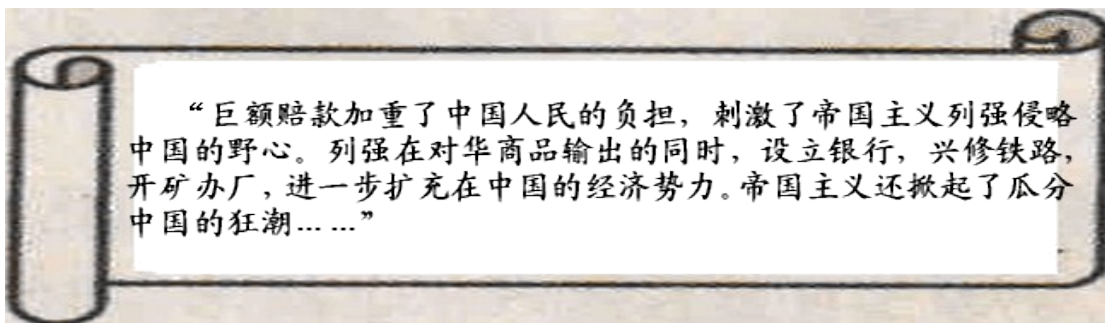 “巨额赔款加重了中国人民的负担，刺激了帝国主义列强侵略
中国的野心。列强在对华商品输出的同时，设立银行，兴修铁路，
开矿办厂，进一步扩充在中国的经济势力。帝国主义还掀起了瓜分
中国的狂潮... ...”